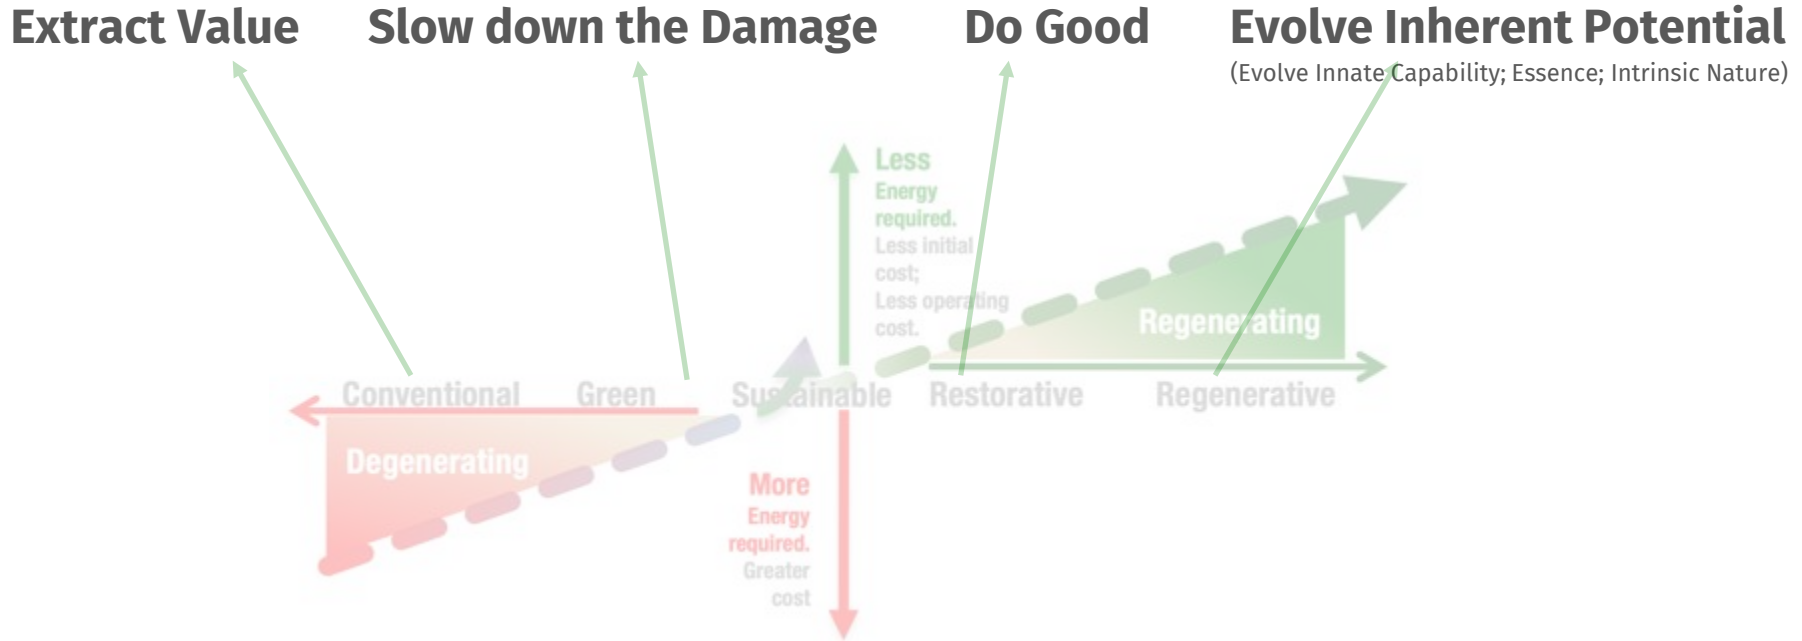 Extract Value
Slow down the Damage
Do Good
Evolve Inherent Potential
(Evolve Innate Capability; Essence; Intrinsic Nature)
Less
Energy
required.
Less initial
cost;
Less operating
cost.
Regenerating
Conventional
Green
Sustainable
Restorative
Regenerative
Degenerating
More
Energy
required.
Greater
cost